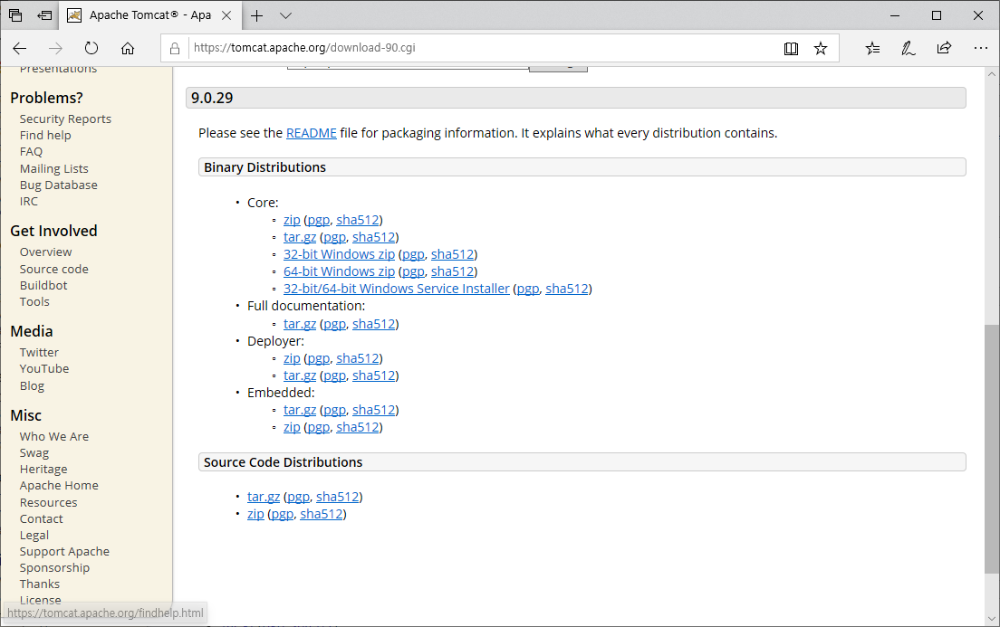 Apache Tomcat® - Apa
https://tomcat.apache.org/download-90.cgi
Presentations
Problems?
Security Reports
Find help
FAQ
Mailing Lists
Bug Database
IRC
Get Involved
Overview
Source code
Buildbot
Tools
Media
Twitter
YouTube
Blog
Misc
Who We Are
Swag
Heritage
Apache Home
Resources
Contact
Legal
Support Apache
Sponsorship
Thanks
License
https://tomcat.apache.org/findhelp.html
9.0.29
Please see the README file for packaging information. It explains what every distribution contains.
Binary Distributions
• Core:
▫ zip (pgp, sha512)
▫ tar.gz (pgp, sha512)
▫ 32-bit Windows zip (pgp, sha512)
▫ 64-bit Windows zip (pgp, sha512)
▫ 32-bit/64-bit Windows Service Installer (pgp, sha512)
• Full documentation:
▫ tar.gz (pgp, sha512)
• Deployer:
▫ zip (pgp, sha512)
▫ tar.gz (pgp, sha512)
• Embedded:
▫ tar.gz (pgp, sha512)
▫ zip (pgp, sha512)
Source Code Distributions
• tar.gz (pgp, sha512)
• zip (pgp, sha512)